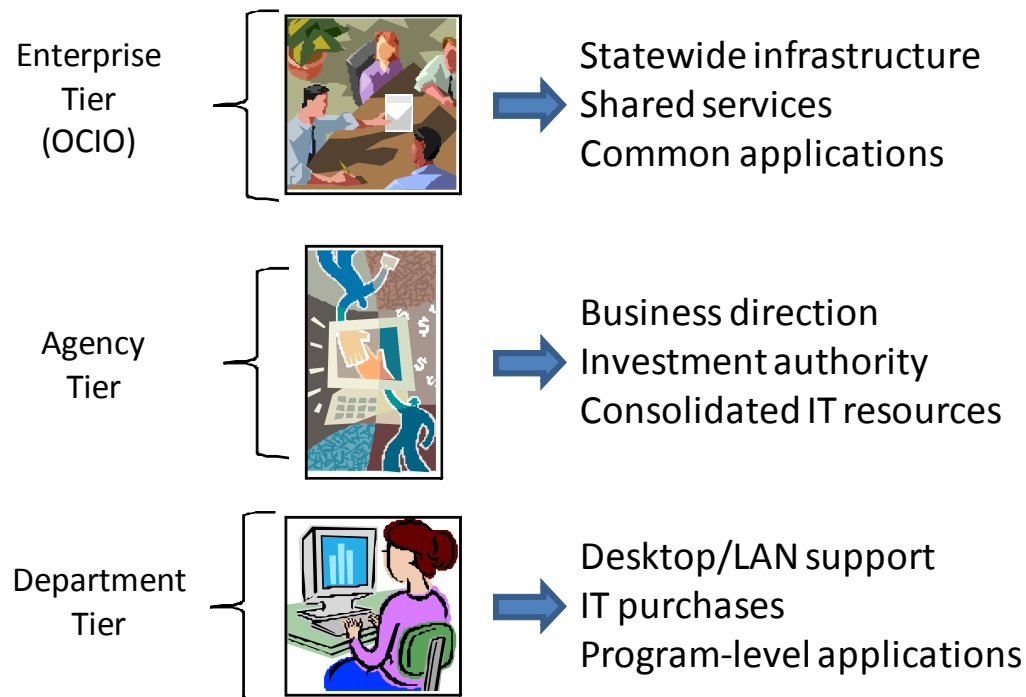 Enterprise
Tier
(OCIO)
Statewide infrastructure
Shared services
Common applications
Agency
Tier
$
$
$
Business direction
Investment authority
Consolidated IT resources
Department
Tier
Desktop/LAN support
IT purchases
Program-level applications